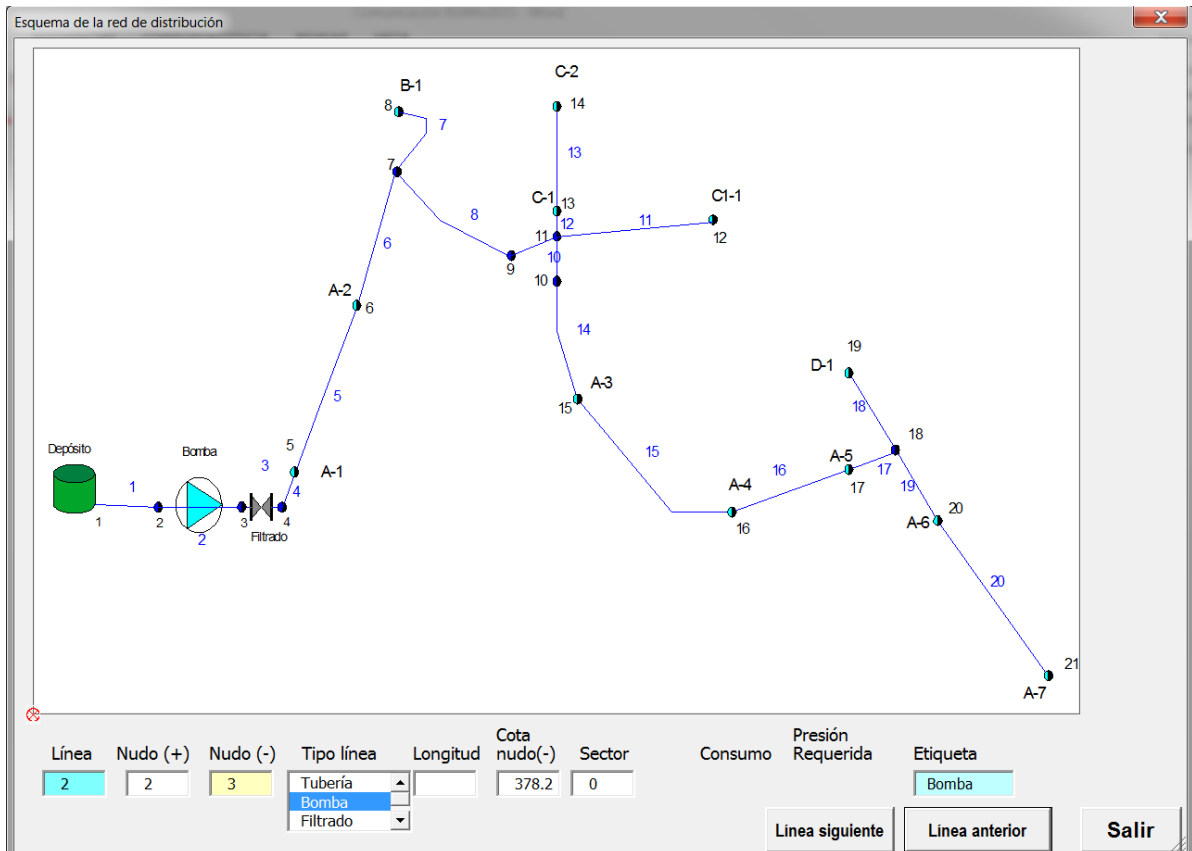 Esquema de la red de distribución
C-2
B-1
8
14
7
13
7
C-1
13
C1-1
8
12
11
11
12
6
10
9
10
A-2
6
14
19
D-1
A-3
5
15
18
18
15
A-5
17
5
16
19
Depósito
Bomba
3
A-1
17
A-4
20
1
4
A-6
1
2
3
4
16
2
Filtrado
20
21
A-7
Línea
Nudo (+)
Nudo (-)
Tipo línea
Longitud
Cota
nudo(-)
Sector
Consumo
Presión
Requerida
Etiqueta
2
2
3
Tubería
Bomba
Filtrado
378.2
0
Bomba
Linea siguiente
Linea anterior
Salir